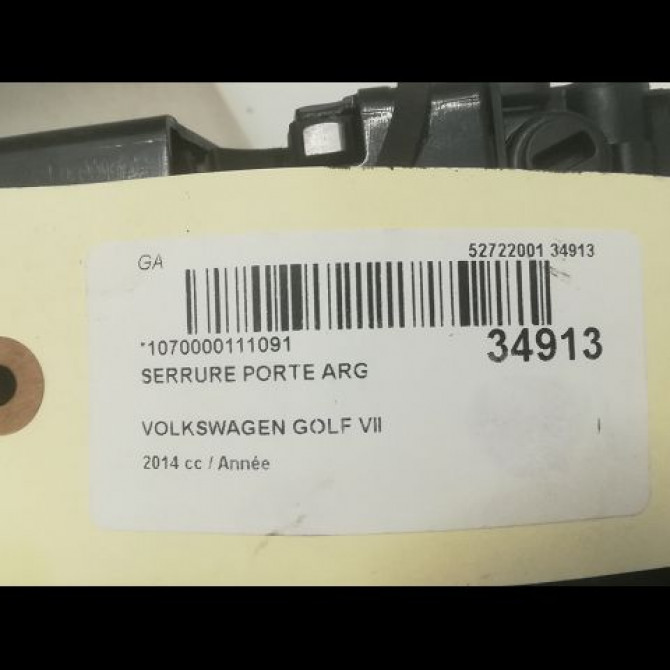 GA
52722001 34913
*1070000111091
34913
SERRURE PORTE ARG
VOLKSWAGEN GOLF VII
2014 cc / Année